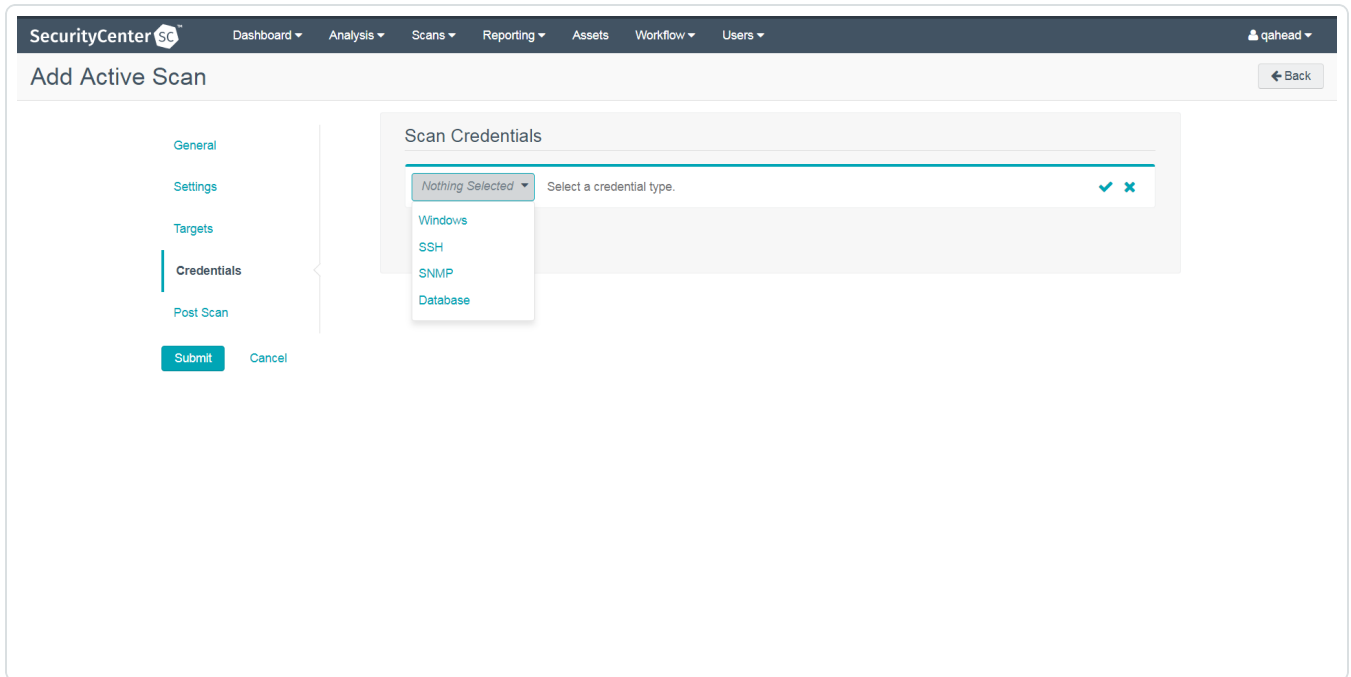 SecurityCenter SC™ Dashboard Analysis Scans Reporting Assets Workflow Users qahead
Add Active Scan Back
General
Settings
Targets
Credentials
Post Scan
Submit Cancel
Scan Credentials
Nothing Selected Select a credential type.
Windows
SSH
SNMP
Database